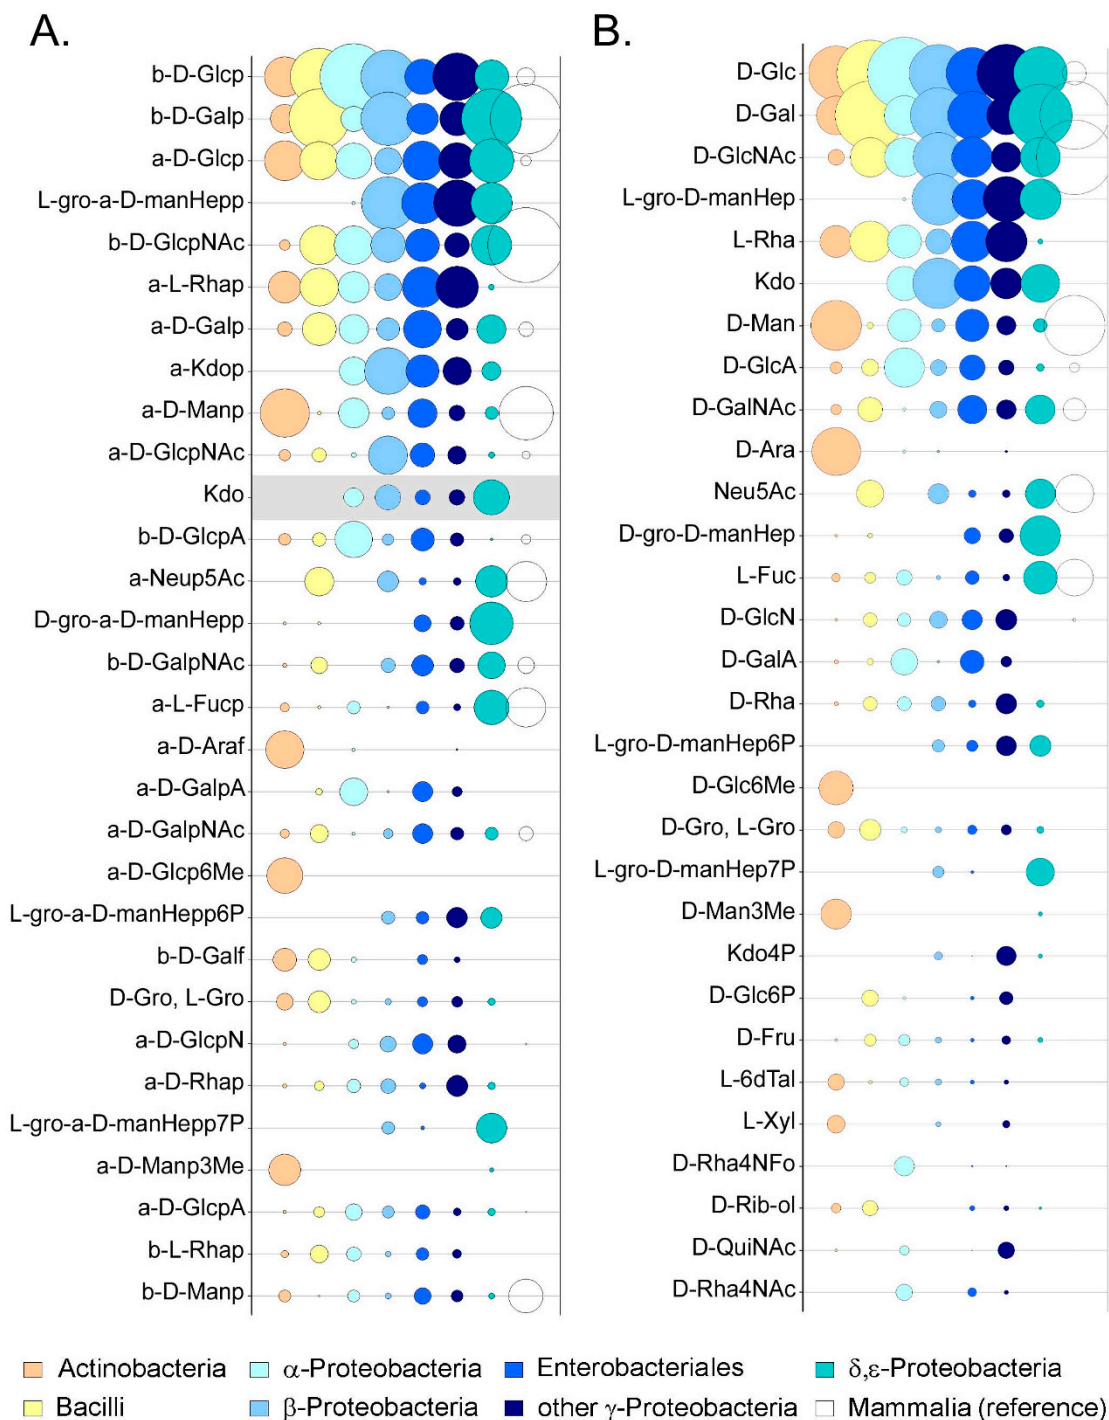 A.
b-D-Glcp
b-D-Galp
a-D-Glcp
L-gro-a-D-manHepp
b-D-GlcpNAc
a-L-Rhap
a-D-Galp
a-Kdop
a-D-Manp
a-D-GlcpNAc
Kdo
b-D-GlcpA
a-Neup5Ac
D-gro-a-D-manHepp
b-D-GalpNAc
a-L-Fucp
a-D-Araf
a-D-GalpA
a-D-GalpNAc
a-D-Glcp6Me
L-gro-a-D-manHepp6P
b-D-Galf
D-Gro, L-Gro
a-D-GlcpN
a-D-Rhap
L-gro-a-D-manHepp7P
a-D-Manp3Me
a-D-GlcpA
b-L-Rhap
b-D-Manp
B.
D-Glc
D-Gal
D-GlcNAc
L-gro-D-manHep
L-Rha
Kdo
D-Man
D-GlcA
D-GalNAc
D-Ara
Neu5Ac
D-gro-D-manHep
L-Fuc
D-GlcN
D-GalA
D-Rha
L-gro-D-manHep6P
D-Glc6Me
D-Gro, L-Gro
L-gro-D-manHep7P
D-Man3Me
Kdo4P
D-Glc6P
D-Fru
L-6dTal
L-Xyl
D-Rha4NFo
D-Rib-ol
D-QuiNAc
D-Rha4NAc
Actinobacteria
α-Proteobacteria
Enterobacteriales
δ,ε-Proteobacteria
Bacilli
β-Proteobacteria
other γ-Proteobacteria
Mammalia (reference)